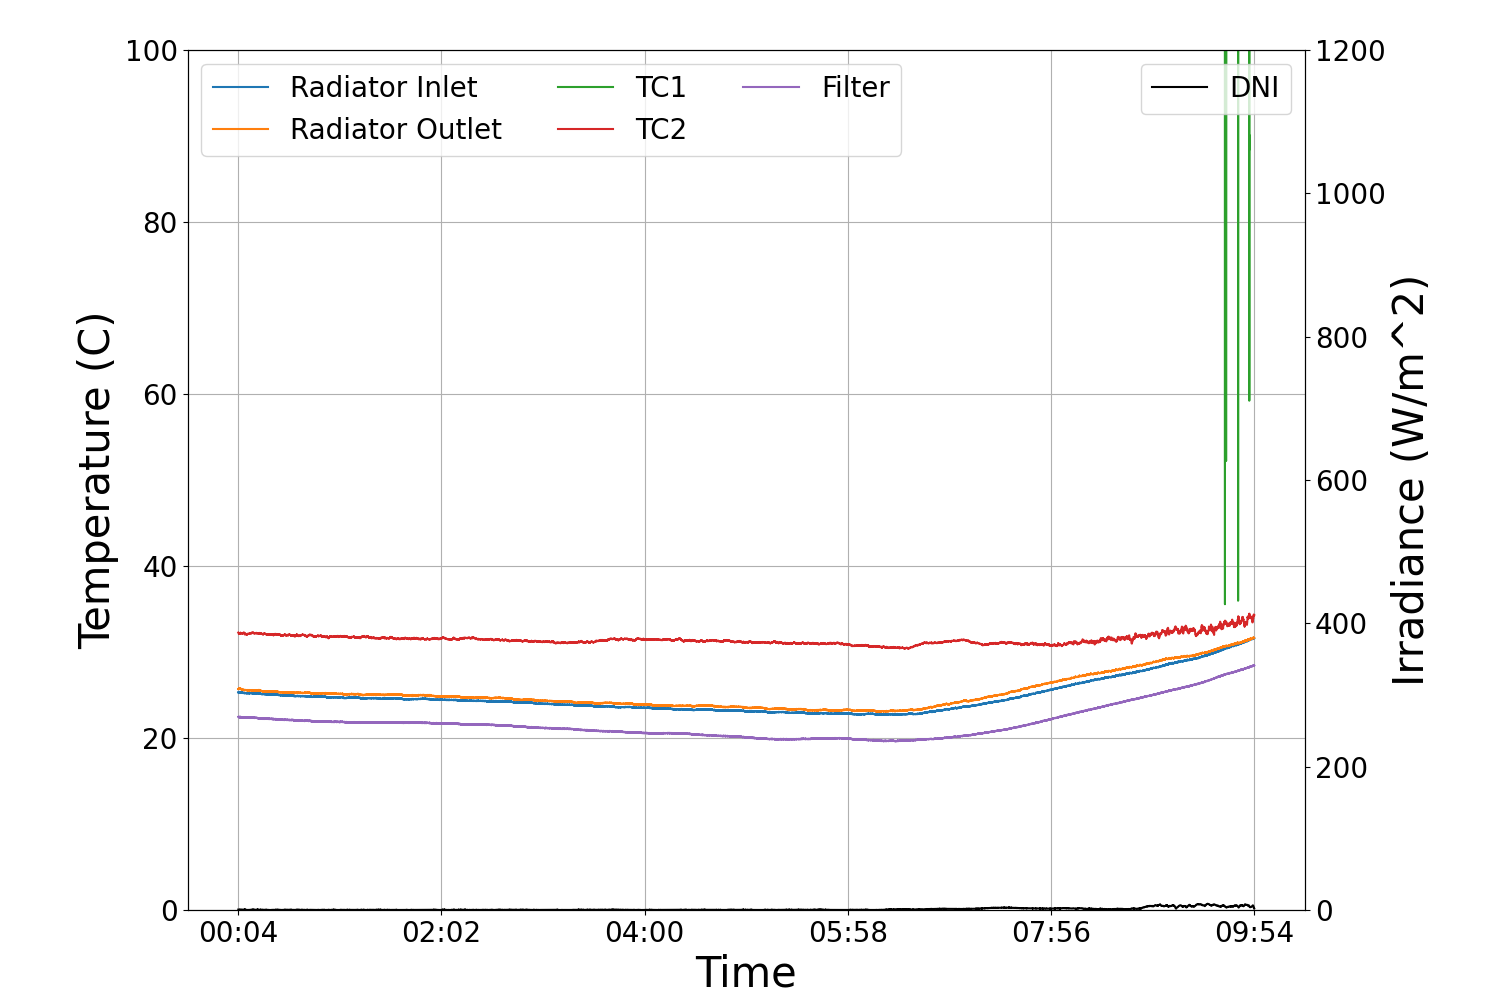 100
80
60
40
20
0
Temperature (C)
Radiator Inlet
Radiator Outlet
TC1
TC2
Filter
DNI
1200
1000
800
600
400
200
0
Irradiance (W/m^2)
00:04 02:02 04:00 05:58 07:56 09:54
Time